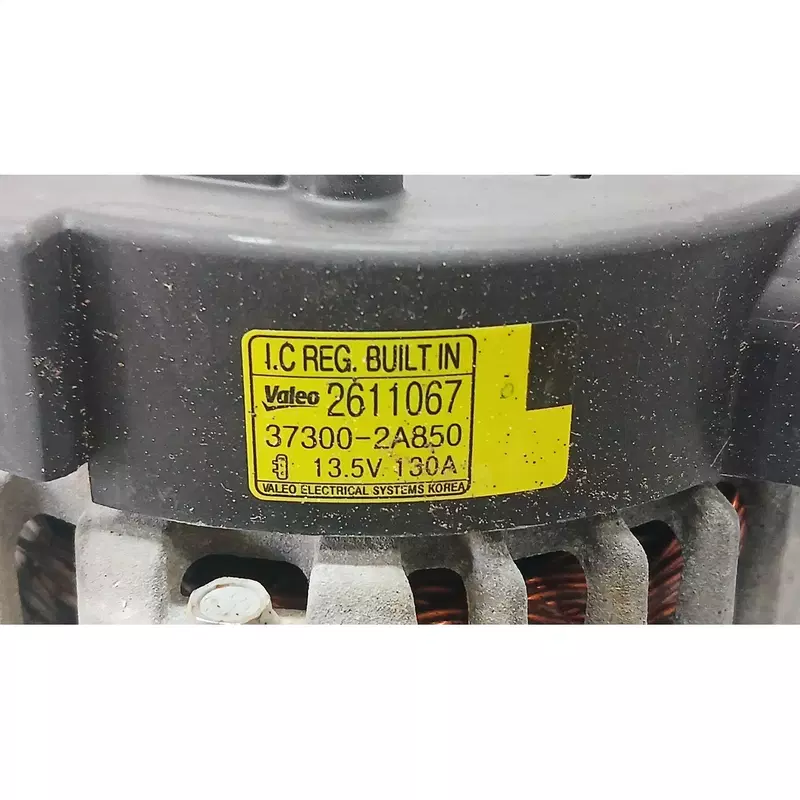 I.C REG. BUILT IN
Valeo 2611067
37300-2A850
13.5V 130A
VALEO ELECTRICAL SYSTEMS KOREA